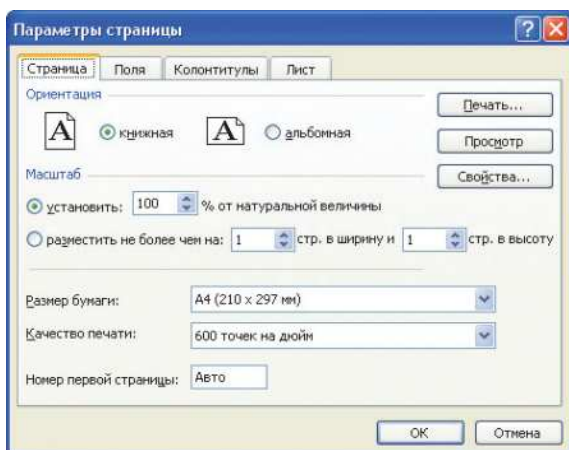 Параметры страницы
Страница Поля Колонтитулы Лист
Ориентация
Печать...
A книжная A альбомная
Просмотр
Масштаб
Свойства...
установить: 100 % от натуральной величины
разместить не более чем на: 1 стр. в ширину и 1 стр. в высоту
Размер бумаги: A4 (210 x 297 мм)
Качество печати: 600 точек на дюйм
Номер первой страницы: Авто
ОК Отмена